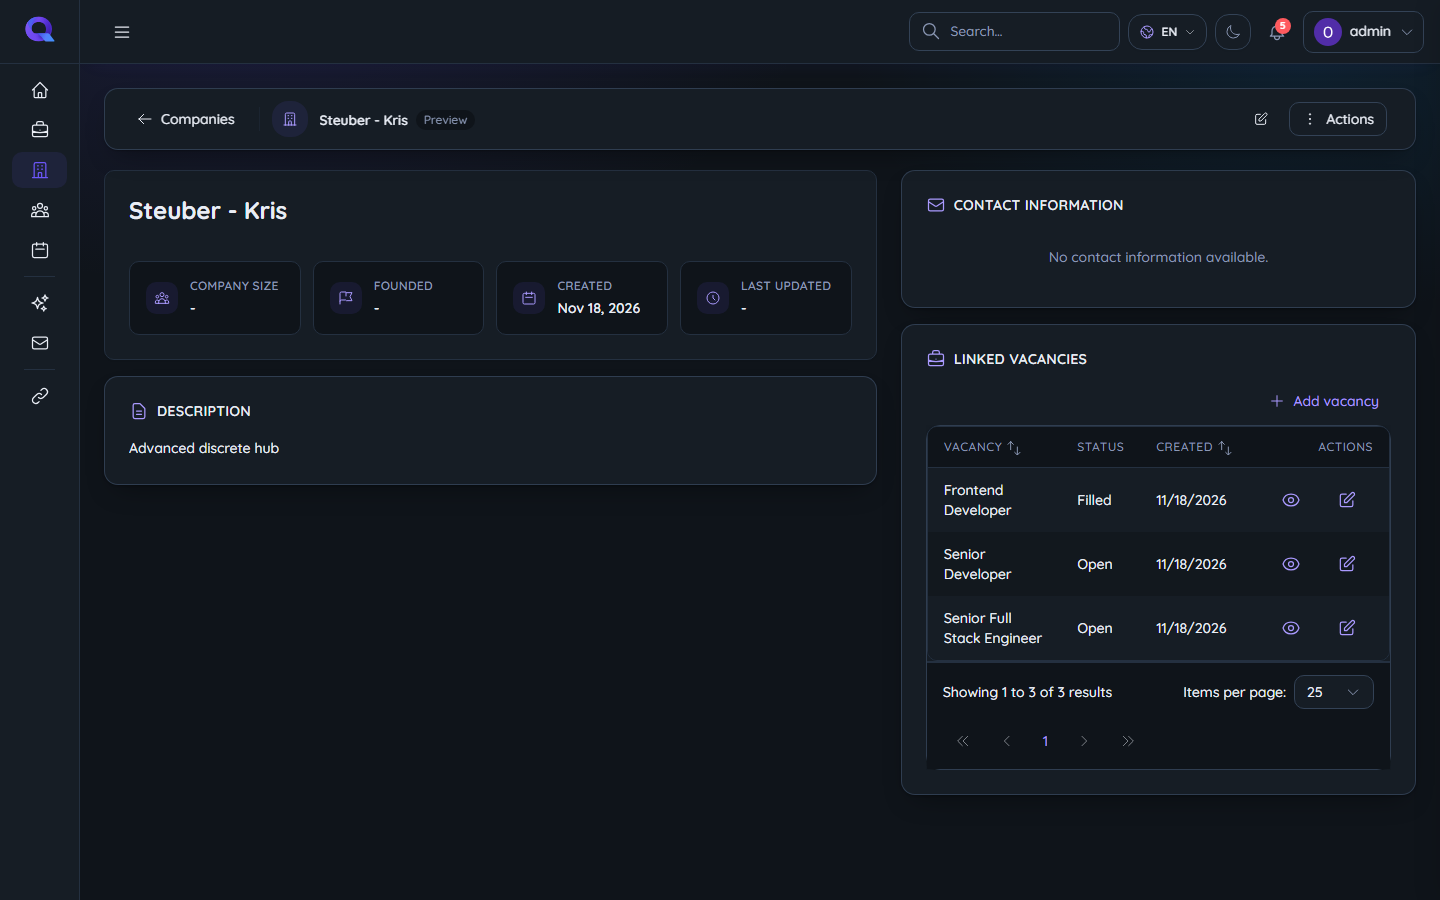 Search...
EN
5
O
admin
Companies
Steuber - Kris
Preview
Actions
Steuber - Kris
COMPANY SIZE
-
FOUNDED
-
CREATED
Nov 18, 2026
LAST UPDATED
-
DESCRIPTION
Advanced discrete hub
CONTACT INFORMATION
No contact information available.
LINKED VACANCIES
Add vacancy
VACANCY STATUS CREATED ACTIONS
Frontend
Developer
Filled 11/18/2026
Senior
Developer
Open 11/18/2026
Senior Full
Stack Engineer
Open 11/18/2026
Showing 1 to 3 of 3 results
Items per page: 25
1